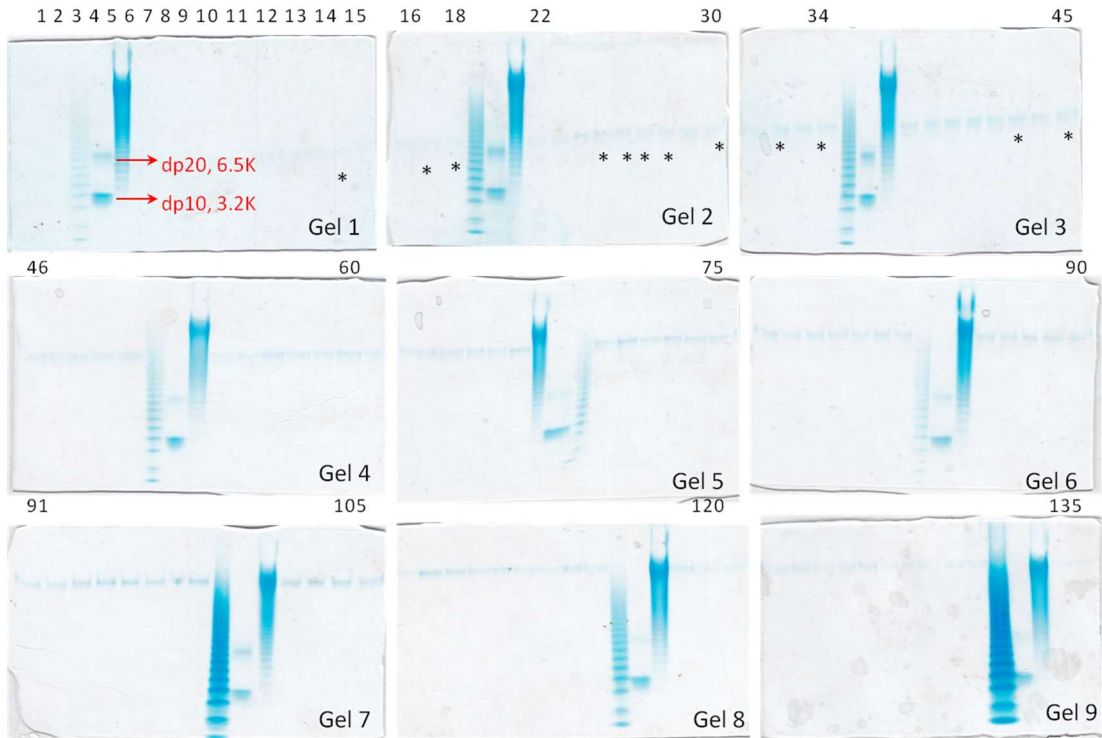 1 2 3 4 5 6 7 8 9 10 11 12 13 14 15
16 18 22 30
34 45
dp20, 6.5K
dp10, 3.2K
*
* * * * * * *
* * * *
Gel 1
Gel 2
Gel 3
46 60
75
90
Gel 4
Gel 5
Gel 6
91 105
120
135
Gel 7
Gel 8
Gel 9